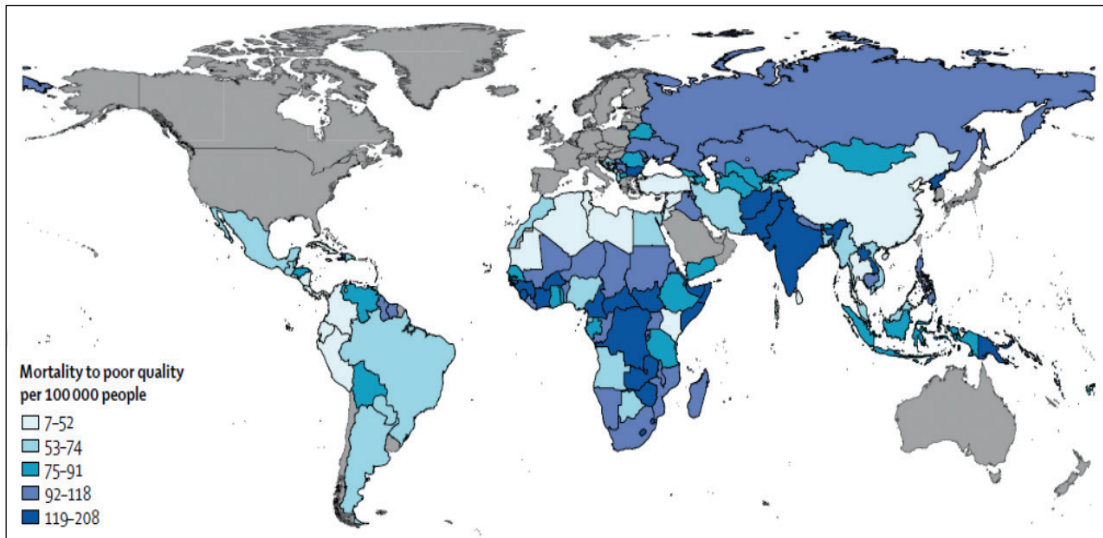 Mortality to poor quality
per 100 000 people
7–52
53–74
75–91
92–118
119–208